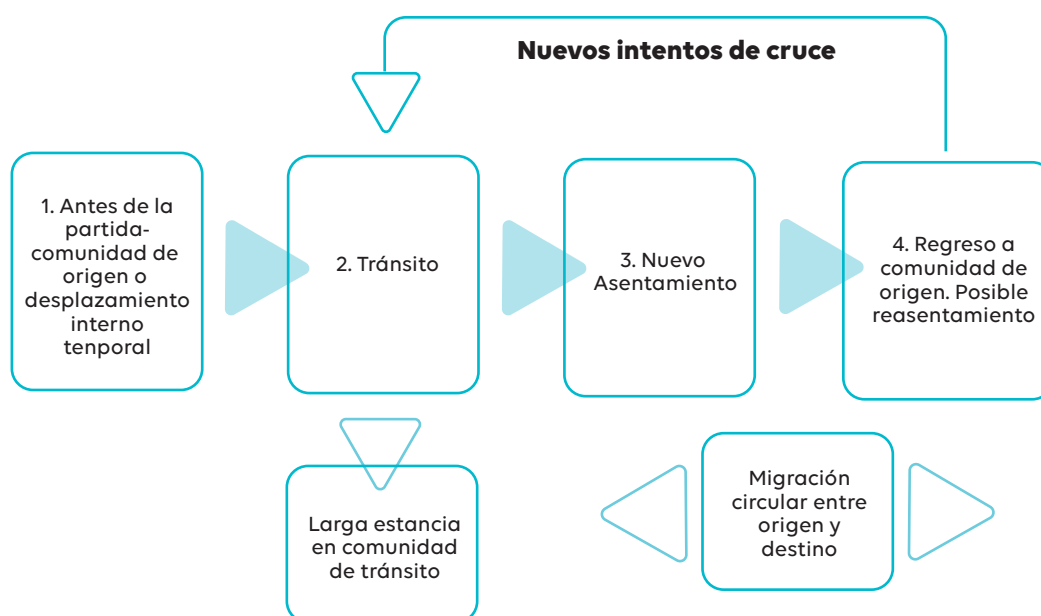 Nuevos intentos de cruce
1. Antes de la
partida-
comunidad de
origen o
desplazamiento
interno
tenporal
2. Tránsito
3. Nuevo
Asentamiento
4. Regreso a
comunidad de
origen. Posible
reasentamiento
Larga estancia
en comunidad
de tránsito
Migración
circular entre
origen y
destino